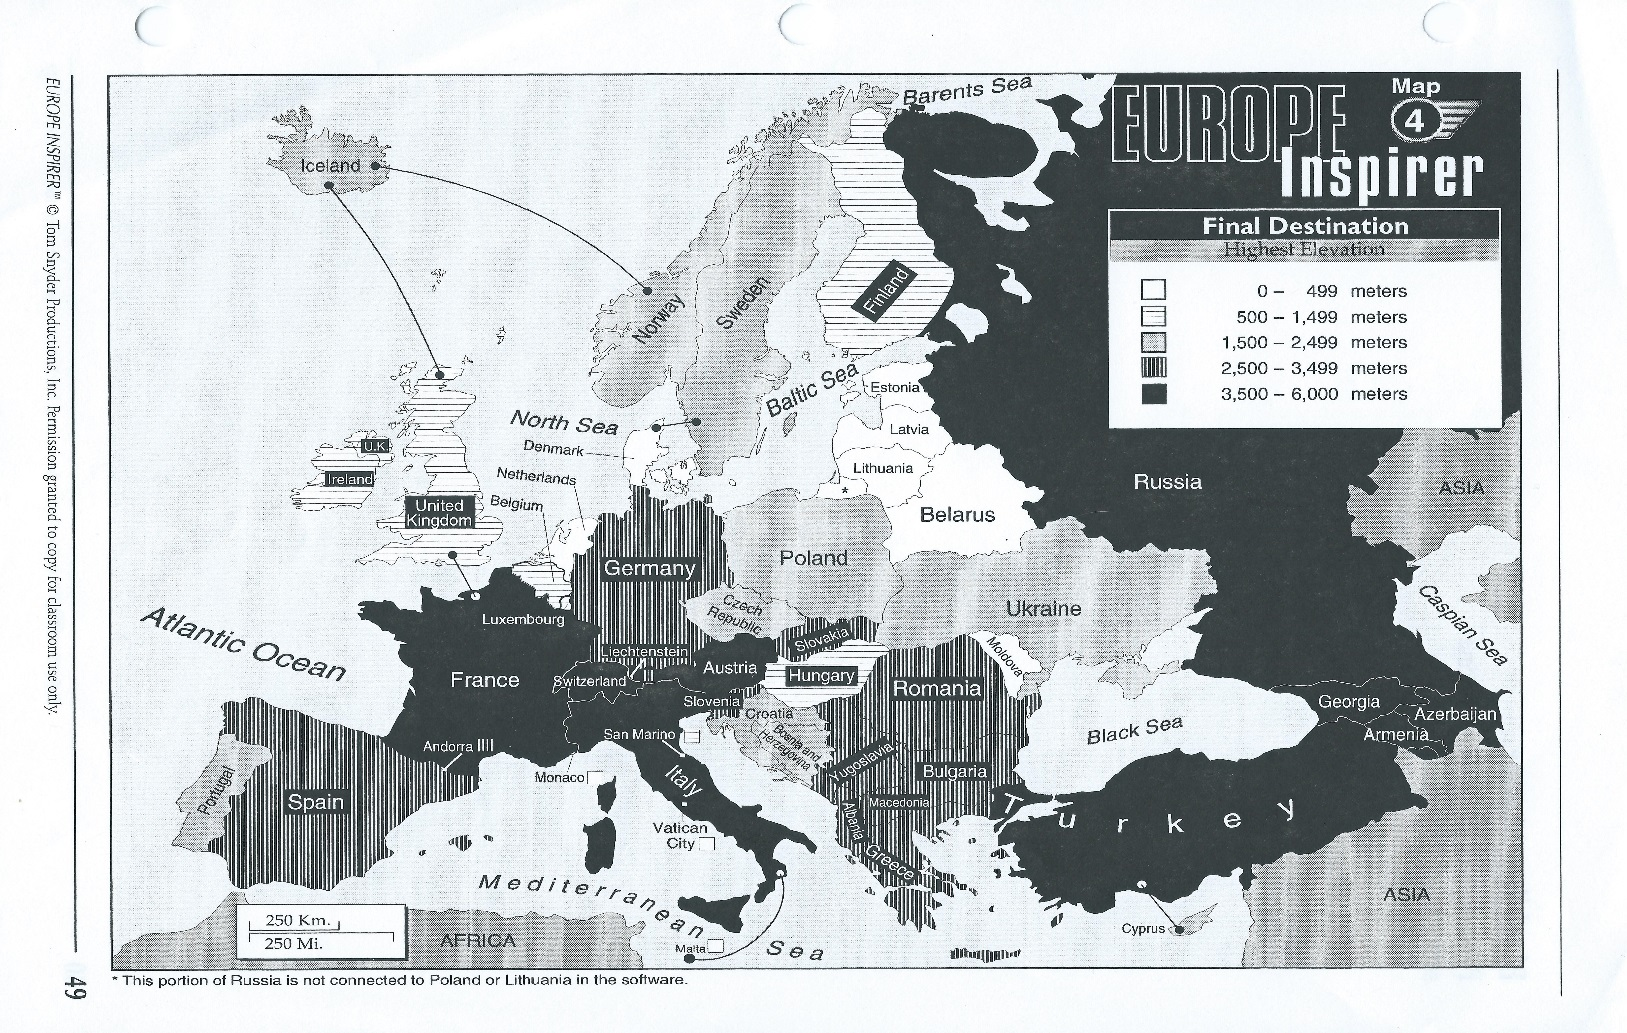 EUROPE
Inspirer
Map
4
Final Destination
Highest Elevation
0 – 499 meters
500 – 1,499 meters
1,500 – 2,499 meters
2,500 – 3,499 meters
3,500 – 6,000 meters
Barents Sea
Iceland
Norway
Sweden
Finland
Baltic Sea
Estonia
Latvia
Lithuania
*
Belarus
Russia
ASIA
North Sea
Denmark
Netherlands
Belgium
U.K.
Ireland
United
Kingdom
Germany
Poland
Czech
Republic
Ukraine
Caspian Sea
Atlantic Ocean
Luxembourg
Liechtenstein
Slovakia
Moldova
France
Switzerland
Austria
Hungary
Romania
Slovenia
Croatia
Bosnia and
Herzegovina
San Marino
Andorra
Monaco
Italy
Yugoslavia
Bulgaria
Black Sea
Georgia
Azerbaijan
Armenia
Portugal
Spain
Macedonia
Albania
Greece
Turkey
Vatican
City
Mediterranean
Sea
Malta
Cyprus
ASIA
AFRICA
250 Km.
250 Mi.
* This portion of Russia is not connected to Poland or Lithuania in the software.
EUROPE INSPIRER™ © Tom Snyder Productions, Inc. Permission granted to copy for classroom use only.
49